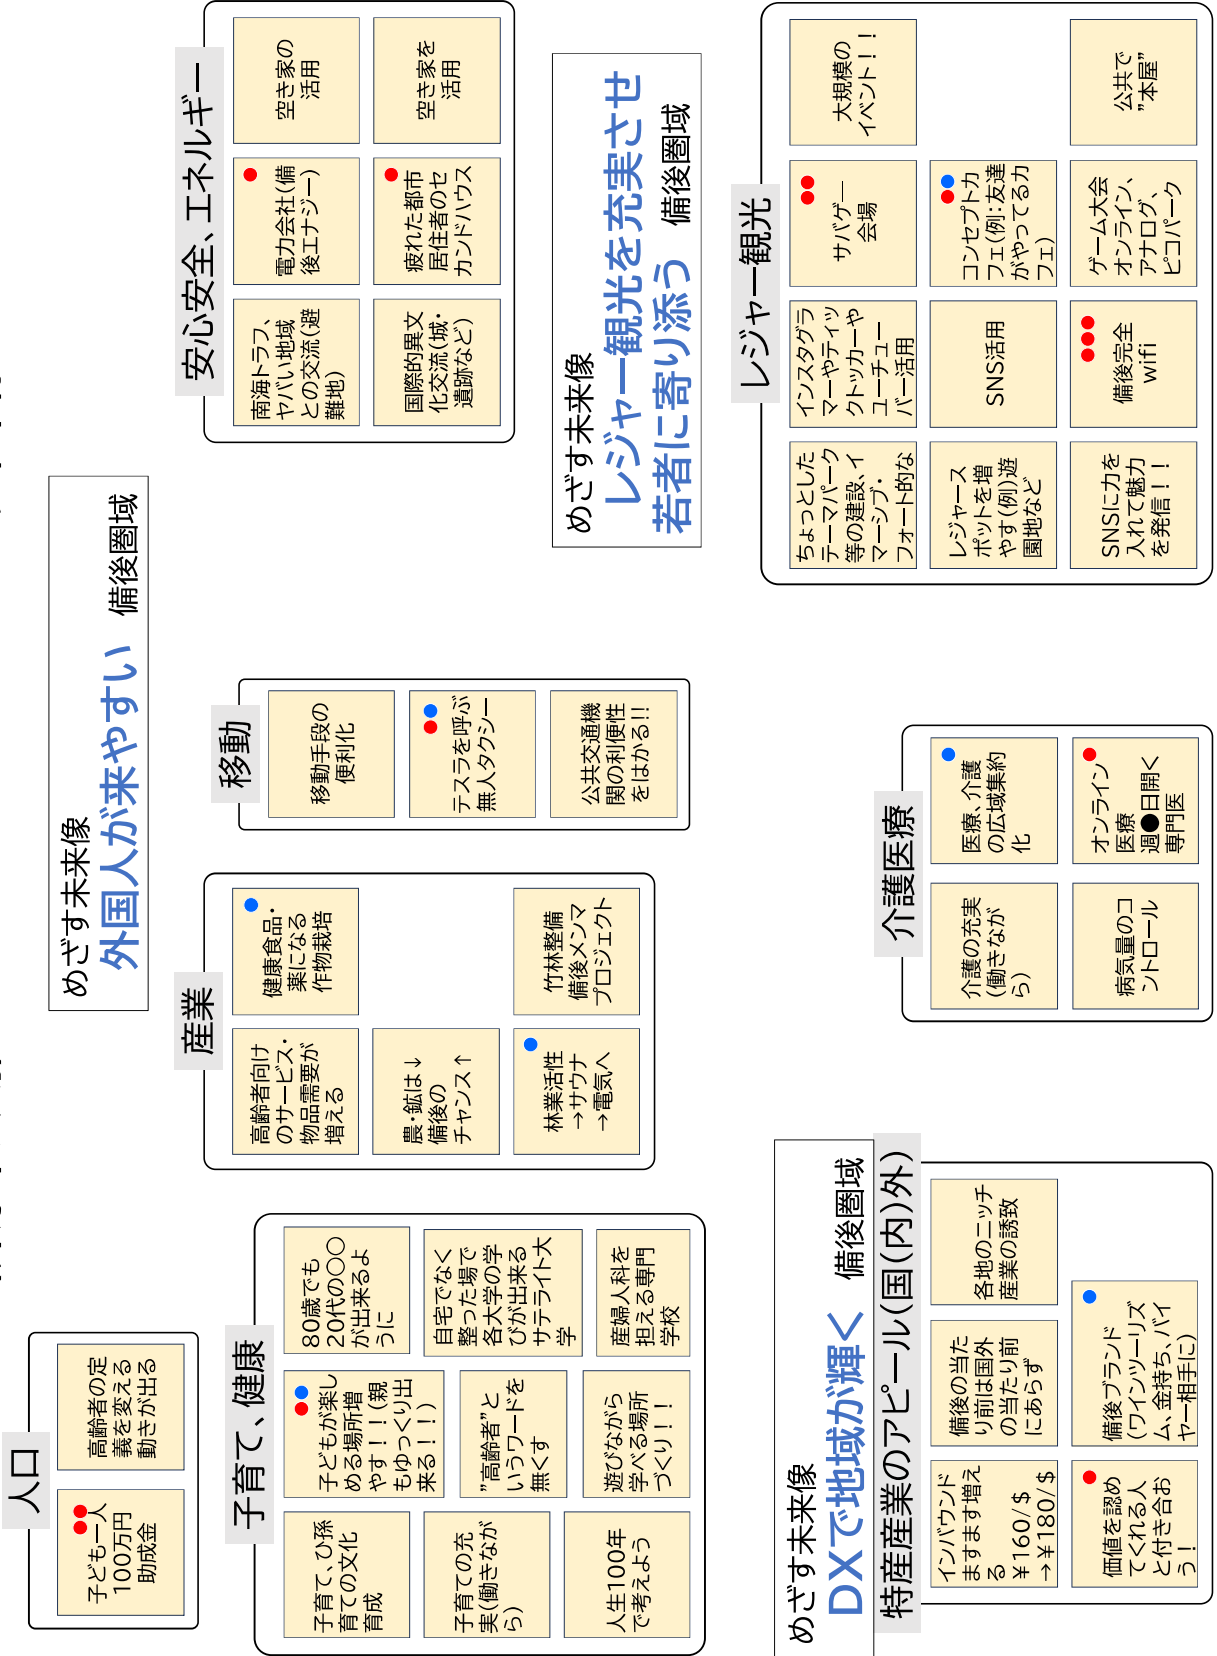 人口
子ども一人
100万円
助成金
高齢者の定
義を変える
動きが出る
めざす未来像
外国人が来やすい 備後圏域
子育て、健康
子育て、ひ孫
育ての文化
育成
子どもが楽し
める場所増
やす！！(親
もゆっくり出
来る！！)
80歳でも
20代の〇〇
が出来るよ
うに
子育ての充
実(働きなが
ら)
”高齢者”と
いうワードを
無くす
自宅でなく
整った場で
各大学の学
びが出来る
サテライト大
学
人生100年
で考えよう
遊びながら
学べる場所
づくり！！
産婦人科を
担える専門
学校
産業
高齢者向け
のサービス・
物品需要が
増える
健康食品・
薬になる
作物栽培
農・鉱は↓
備後の
チャンス↑
林業活性
→サウナ
→電気へ
竹林整備
備後メンマ
プロジェクト
移動
移動手段の
便利化
テスラを呼ぶ
無人タクシー
公共交通機
関の利便性
をはかる!!
安心安全、エネルギー
南海トラフ、
ヤバい地域
との交流(避
難地)
電力会社(備
後エナジー)
空き家の
活用
国際的異文
化交流(城・
遺跡など)
疲れた都市
居住者のセ
カンドハウス
空き家を
活用
めざす未来像
レジャー観光を充実させ
若者に寄り添う 備後圏域
めざす未来像
DXで地域が輝く 備後圏域
特産産業のアピール(国(内)外)
インバウンド
ますます増え
る
￥160/＄
→￥180/＄
備後の当た
り前は国外
の当たり前
にあらず
各地のニッチ
産業の誘致
価値を認め
てくれる人
と付き合お
う！
備後ブランド
(ワインツーリズ
ム、金持ち、バイ
ヤー相手に)
介護医療
介護の充実
(働きなが
ら)
医療、介護
の広域集約
化
病気量のコ
ントロール
オンライン
医療
週●日開く
専門医
レジャー観光
ちょっとした
テーマパーク
等の建設、イ
マーシブ・
フォート的な
インスタグラ
マーやティッ
クトッカーや
ユーチュー
バー活用
サバゲ―
会場
大規模の
イベント！！
レジャース
ポットを増
やす(例)遊
園地など
SNS活用
コンセプトカ
フェ(例：友達
がやってるカ
フェ)
SNSに力を
入れて魅力
を発信！！
備後完全
wifi
ゲーム大会
オンライン、
アナログ、
ピコパーク
公共で
”本屋”